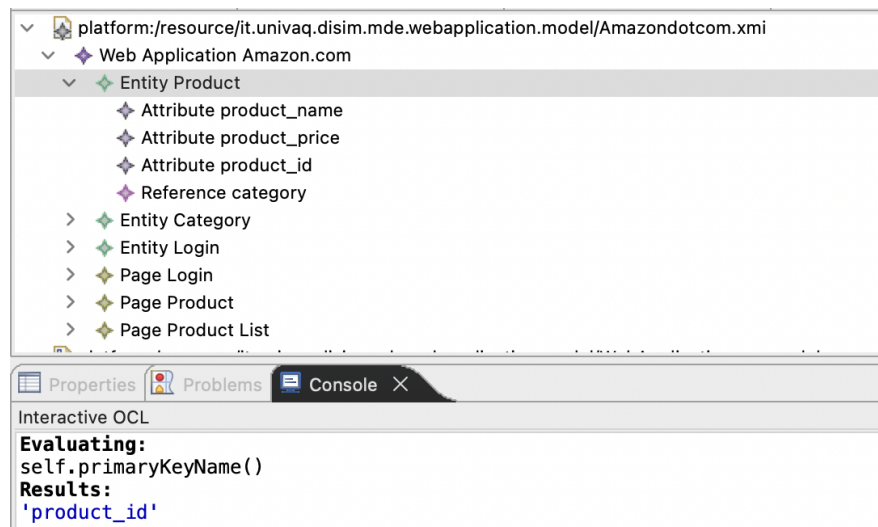 platform:/resource/it.univaq.disim.mde.webapplication.model/Amazondotcom.xmi
Web Application Amazon.com
Entity Product
Attribute product_name
Attribute product_price
Attribute product_id
Reference category
Entity Category
Entity Login
Page Login
Page Product
Page Product List
Properties Problems Console
Interactive OCL
Evaluating:
self.primaryKeyName()
Results:
'product_id'